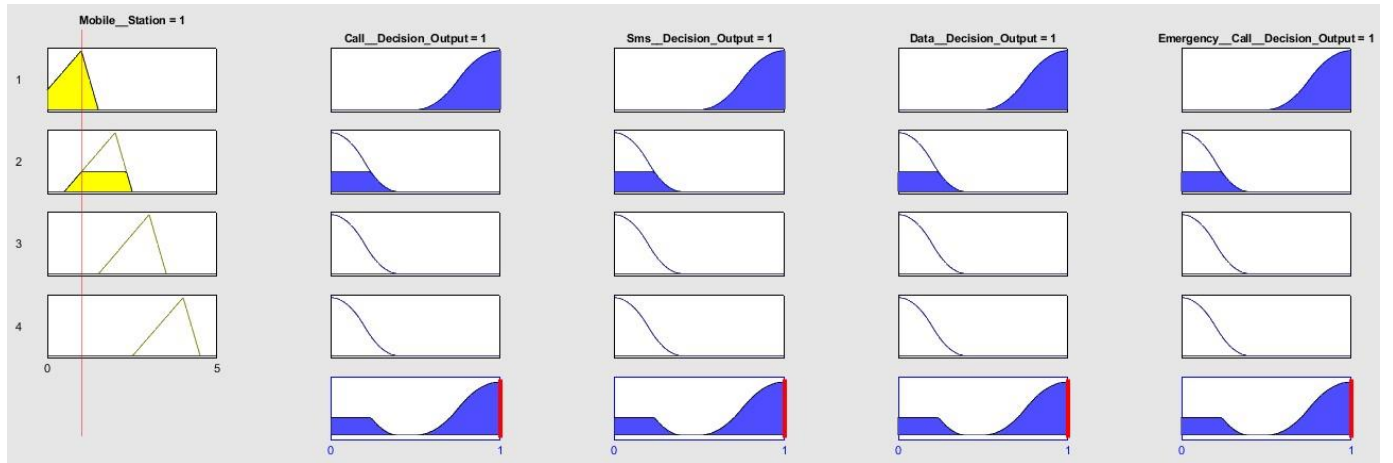 Mobile__Station = 1
Call__Decision_Output = 1
Sms__Decision_Output = 1
Data__Decision_Output = 1
Emergency__Call__Decision_Output = 1
1
2
3
4
0 5
0 1
0 1
0 1
0 1